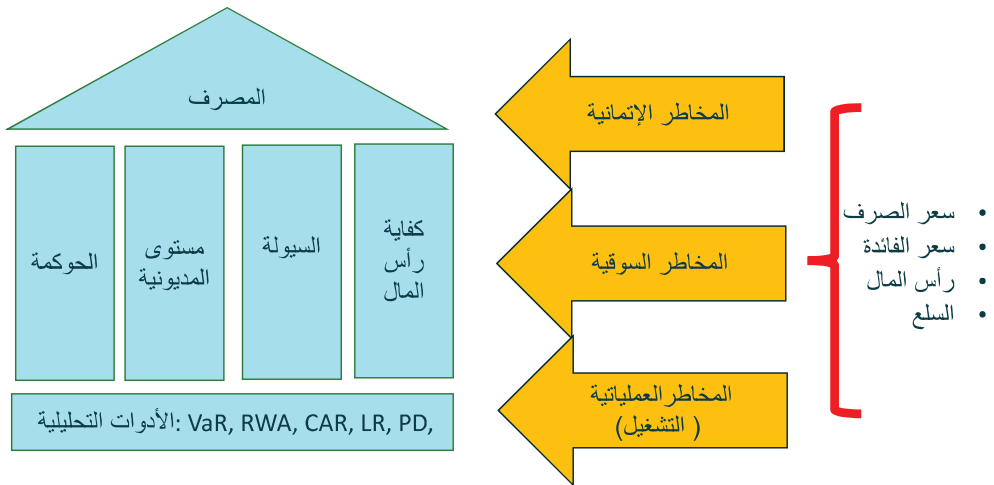 المصرف
كفاية
رأس
المال
السيولة
مستوى
المديونية
الحوكمة
الأدوات التحليلية: VaR, RWA, CAR, LR, PD,
المخاطر الإتمانية
المخاطر السوقية
المخاطر العملياتية
( التشغيل)
• سعر الصرف
• سعر الفائدة
• رأس المال
• السلع